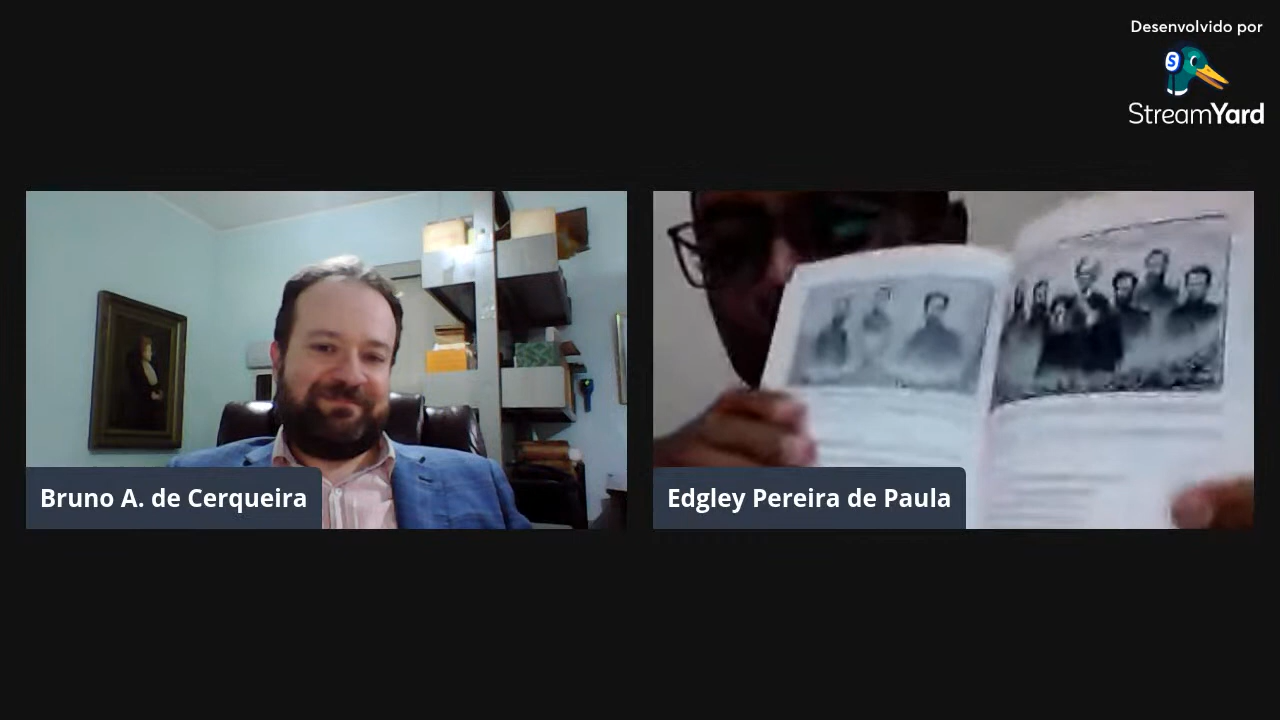 Desenvolvido por
S
StreamYard
Bruno A. de Cerqueira
Edgley Pereira de Paula